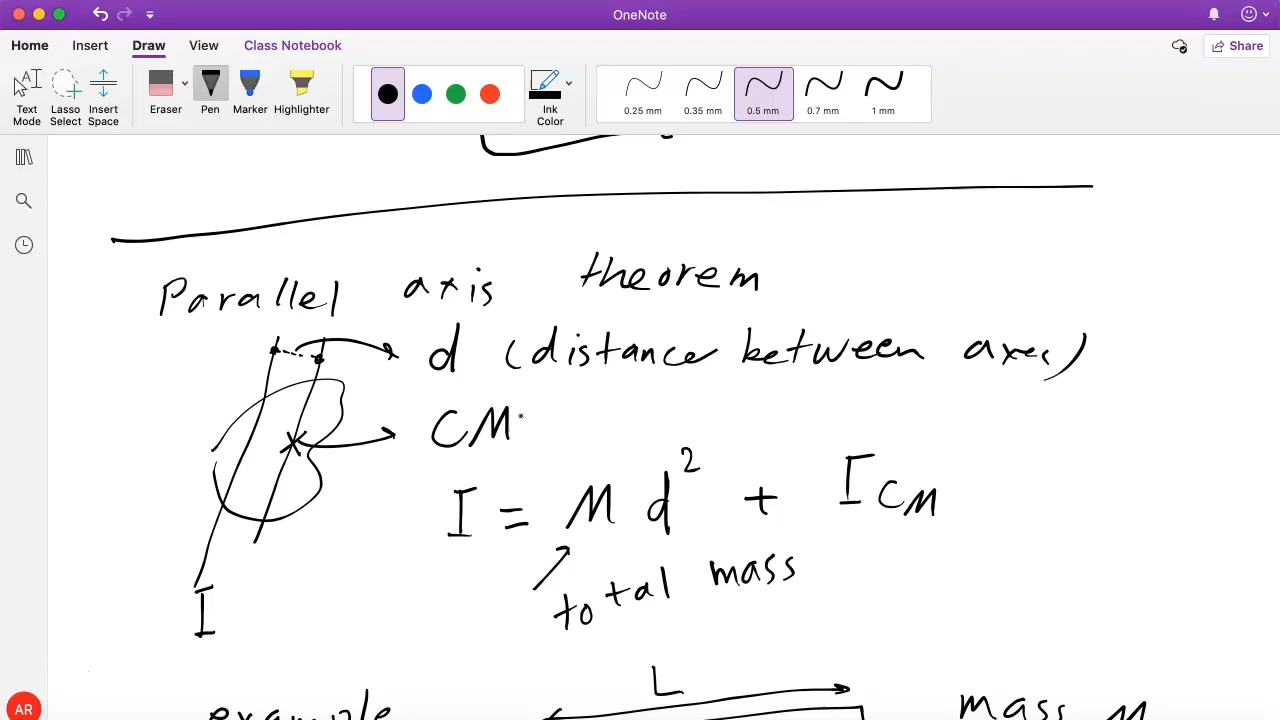 OneNote
Home Insert Draw View Class Notebook Share
Text Mode Lasso Select Insert Space Eraser Pen Marker Highlighter Ink Color 0.25 mm 0.35 mm 0.5 mm 0.7 mm 1 mm
Parallel axis theorem
d (distance between axes)
CM
I = M d² + I CM
total mass
I
L
example mass M
AR